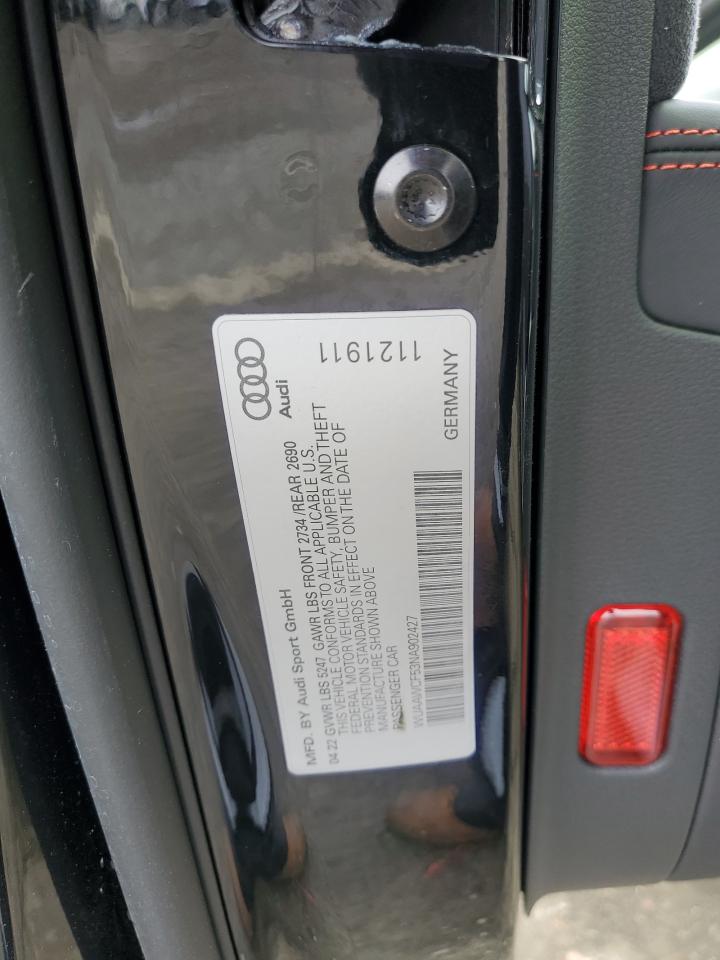 Audi
MFD. BY Audi Sport GmbH
04-22 GVWR LBS 5247 GAWR LBS FRONT 2734 /REAR 2690
THIS VEHICLE CONFORMS TO ALL APPLICABLE U.S.
FEDERAL MOTOR VEHICLE SAFETY, BUMPER AND THEFT
PREVENTION STANDARDS IN EFFECT ON THE DATE OF
MANUFACTURE SHOWN ABOVE
PASSENGER CAR
1121911
WUAAWCF53NA902427
GERMANY